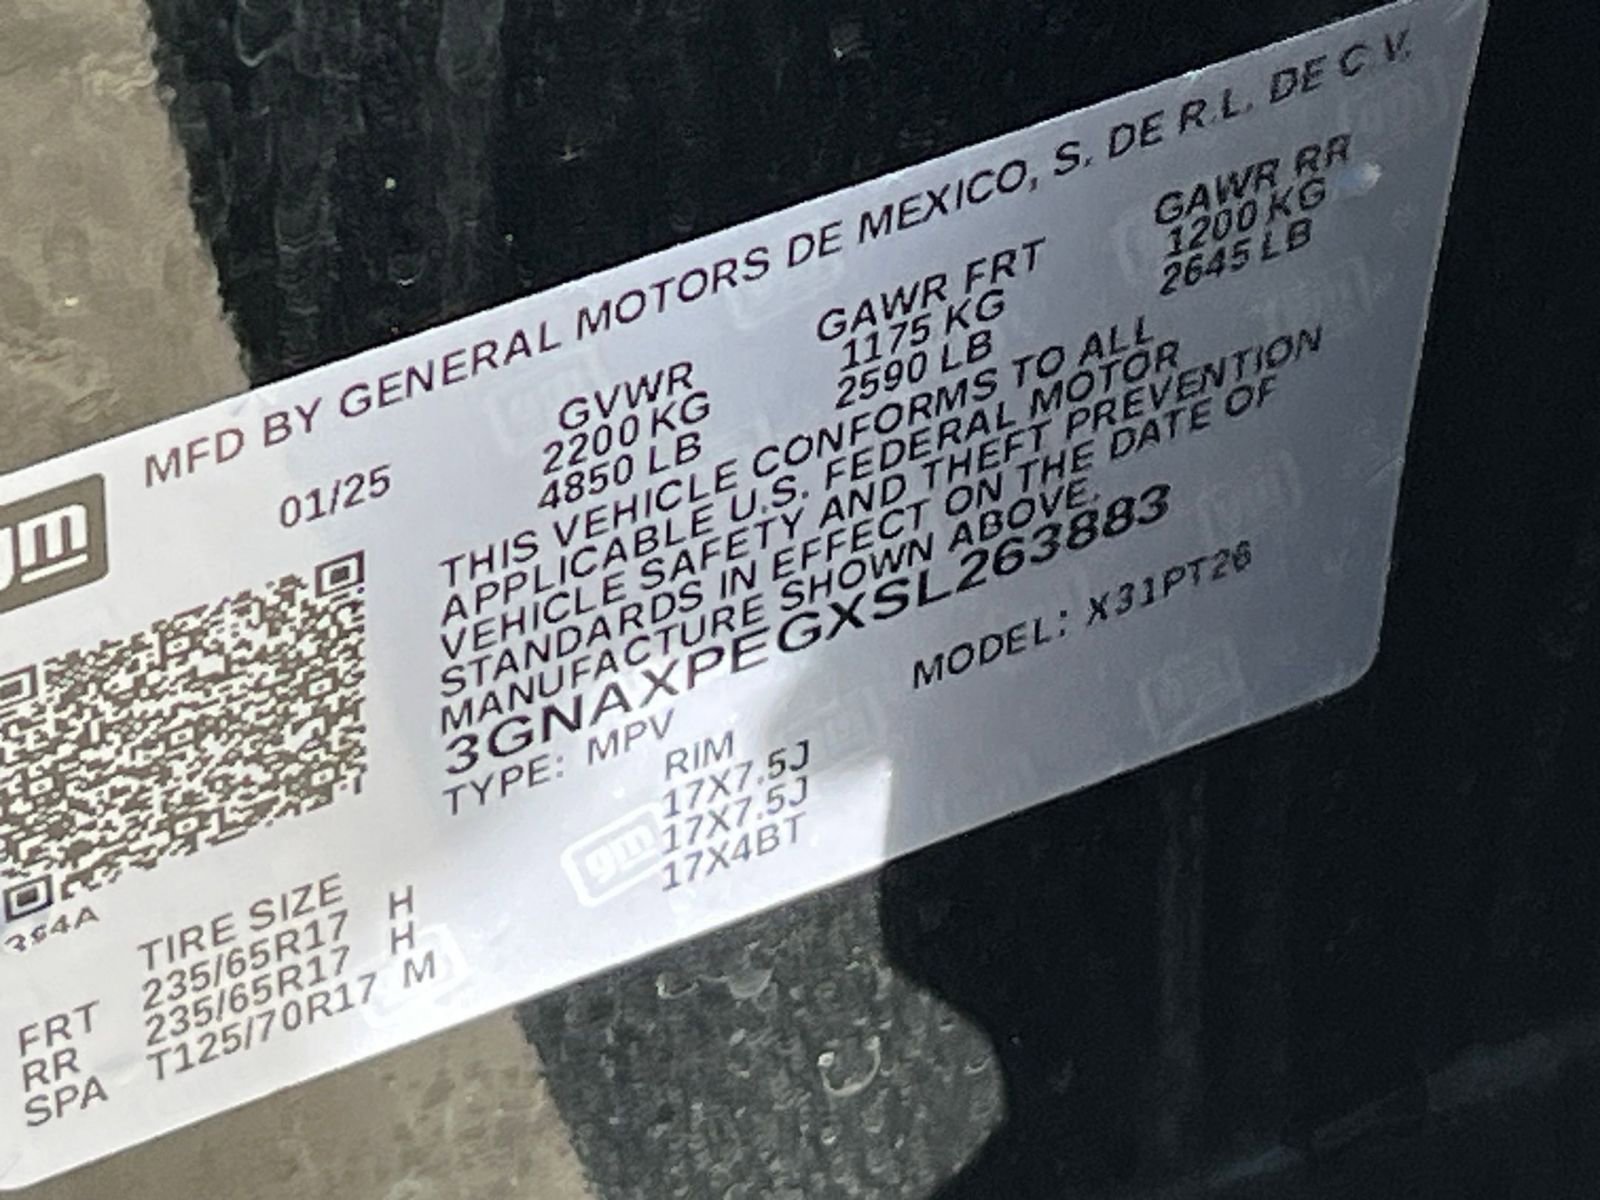 MFD BY GENERAL MOTORS DE MEXICO, S. DE R.L. DE C.V.
gm
01/25
GVWR GAWR FRT GAWR RR
2200 KG 1175 KG 1200 KG
4850 LB 2590 LB 2645 LB
THIS VEHICLE CONFORMS TO ALL
APPLICABLE U.S. FEDERAL MOTOR
VEHICLE SAFETY AND THEFT PREVENTION
STANDARDS IN EFFECT ON THE DATE OF
MANUFACTURE SHOWN ABOVE.
3GNAXPEGXSL263883
TYPE: MPV MODEL: X31PT26
TIRE SIZE RIM
FRT 235/65R17 H 17X7.5J
RR 235/65R17 H 17X7.5J
SPA T125/70R17 M 17X4BT